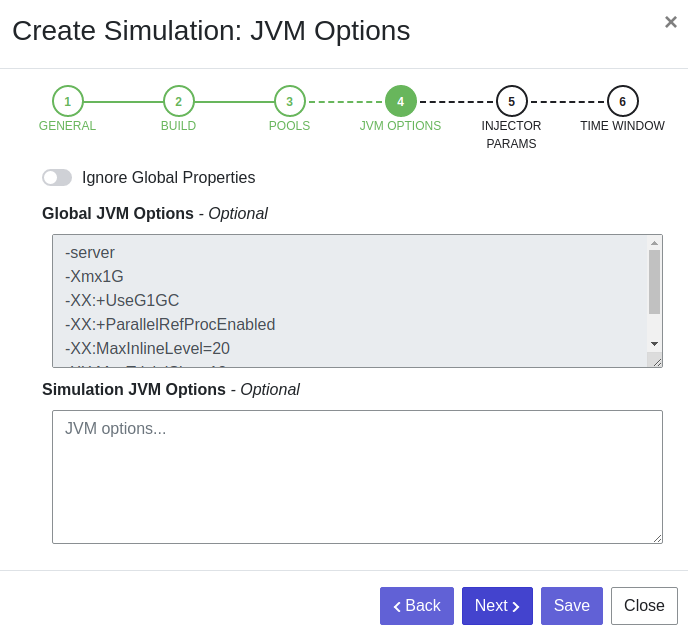 Create Simulation: JVM Options
×
1 2 3 4 5 6
GENERAL BUILD POOLS JVM OPTIONS INJECTOR PARAMS TIME WINDOW
Ignore Global Properties
Global JVM Options - Optional
-server
-Xmx1G
-XX:+UseG1GC
-XX:+ParallelRefProcEnabled
-XX:MaxInlineLevel=20
Simulation JVM Options - Optional
JVM options...
Back Next Save Close